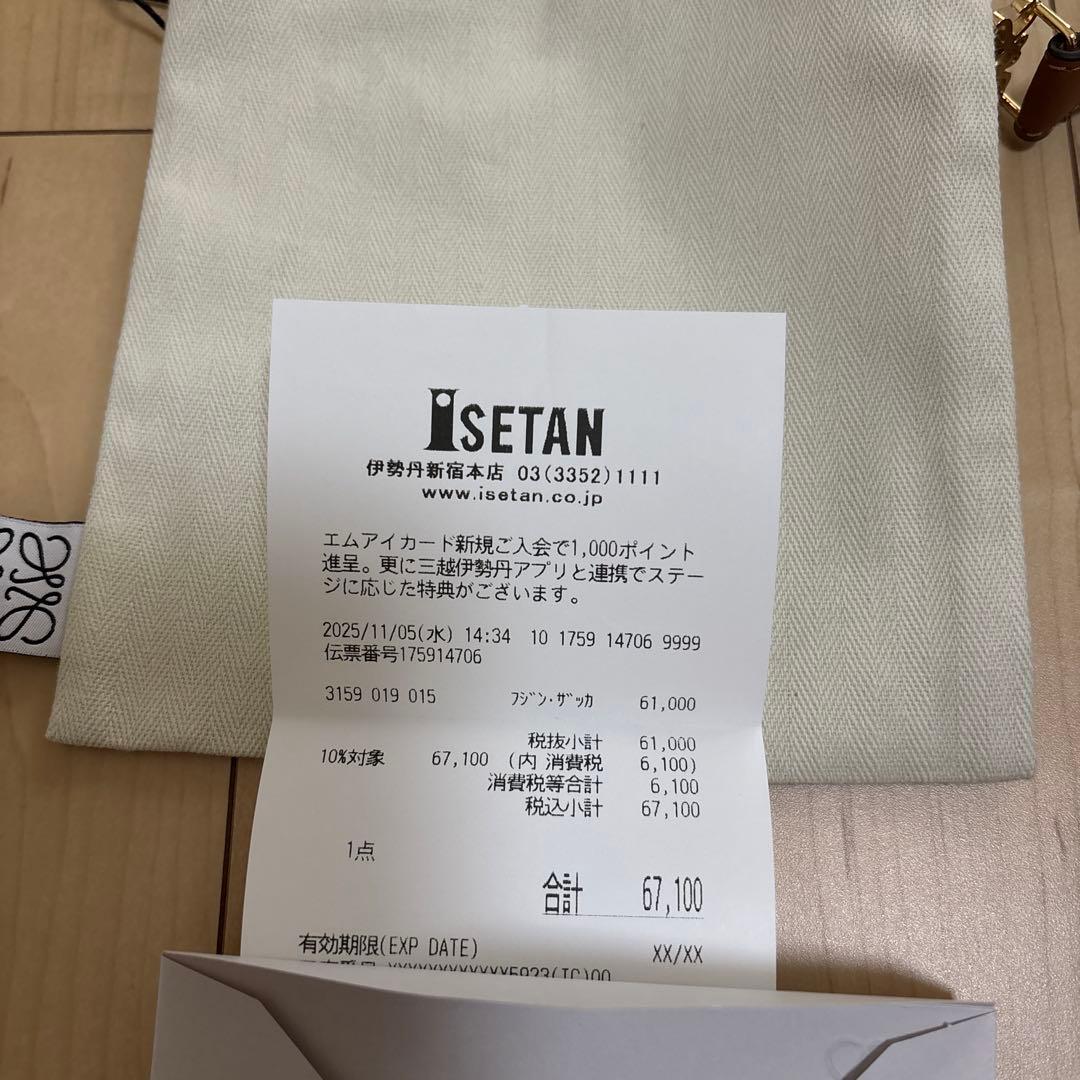 ISETAN
伊勢丹新宿本店 03(3352)1111
www.isetan.co.jp
エムアイカード新規ご入会で1,000ポイント
進呈。更に三越伊勢丹アプリと連携でステー
ジに応じた特典がございます。
2025/11/05(水) 14:34 10 1759 14706 9999
伝票番号175914706
3159 019 015 フジン・ザッカ 61,000
税抜小計 61,000
10%対象 67,100 (内 消費税 6,100)
消費税等合計 6,100
税込小計 67,100
1点
合計 67,100
有効期限(EXP DATE) XX/XX